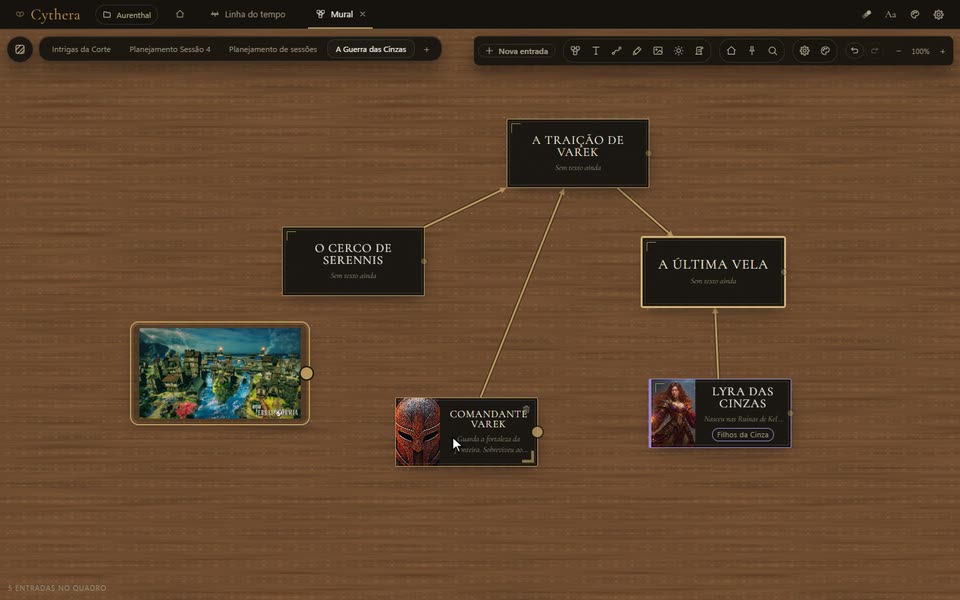 Cythera
Aurenthal
Linha do tempo
Mural
Aa
Intrigas da Corte
Planejamento Sessão 4
Planejamento de sessões
A Guerra das Cinzas
+
+ Nova entrada
T
− 100% +
A TRAIÇÃO DE
VAREK
Sem texto ainda
O CERCO DE
SERENNIS
Sem texto ainda
A ÚLTIMA VELA
Sem texto ainda
COMANDANTE
VAREK
Guarda a fortaleza da
Sobreviveu ao...
LYRA DAS
CINZAS
Nasceu nas Ruínas de Kel...
Filhos da Cinza
5 ENTRADAS NO QUADRO